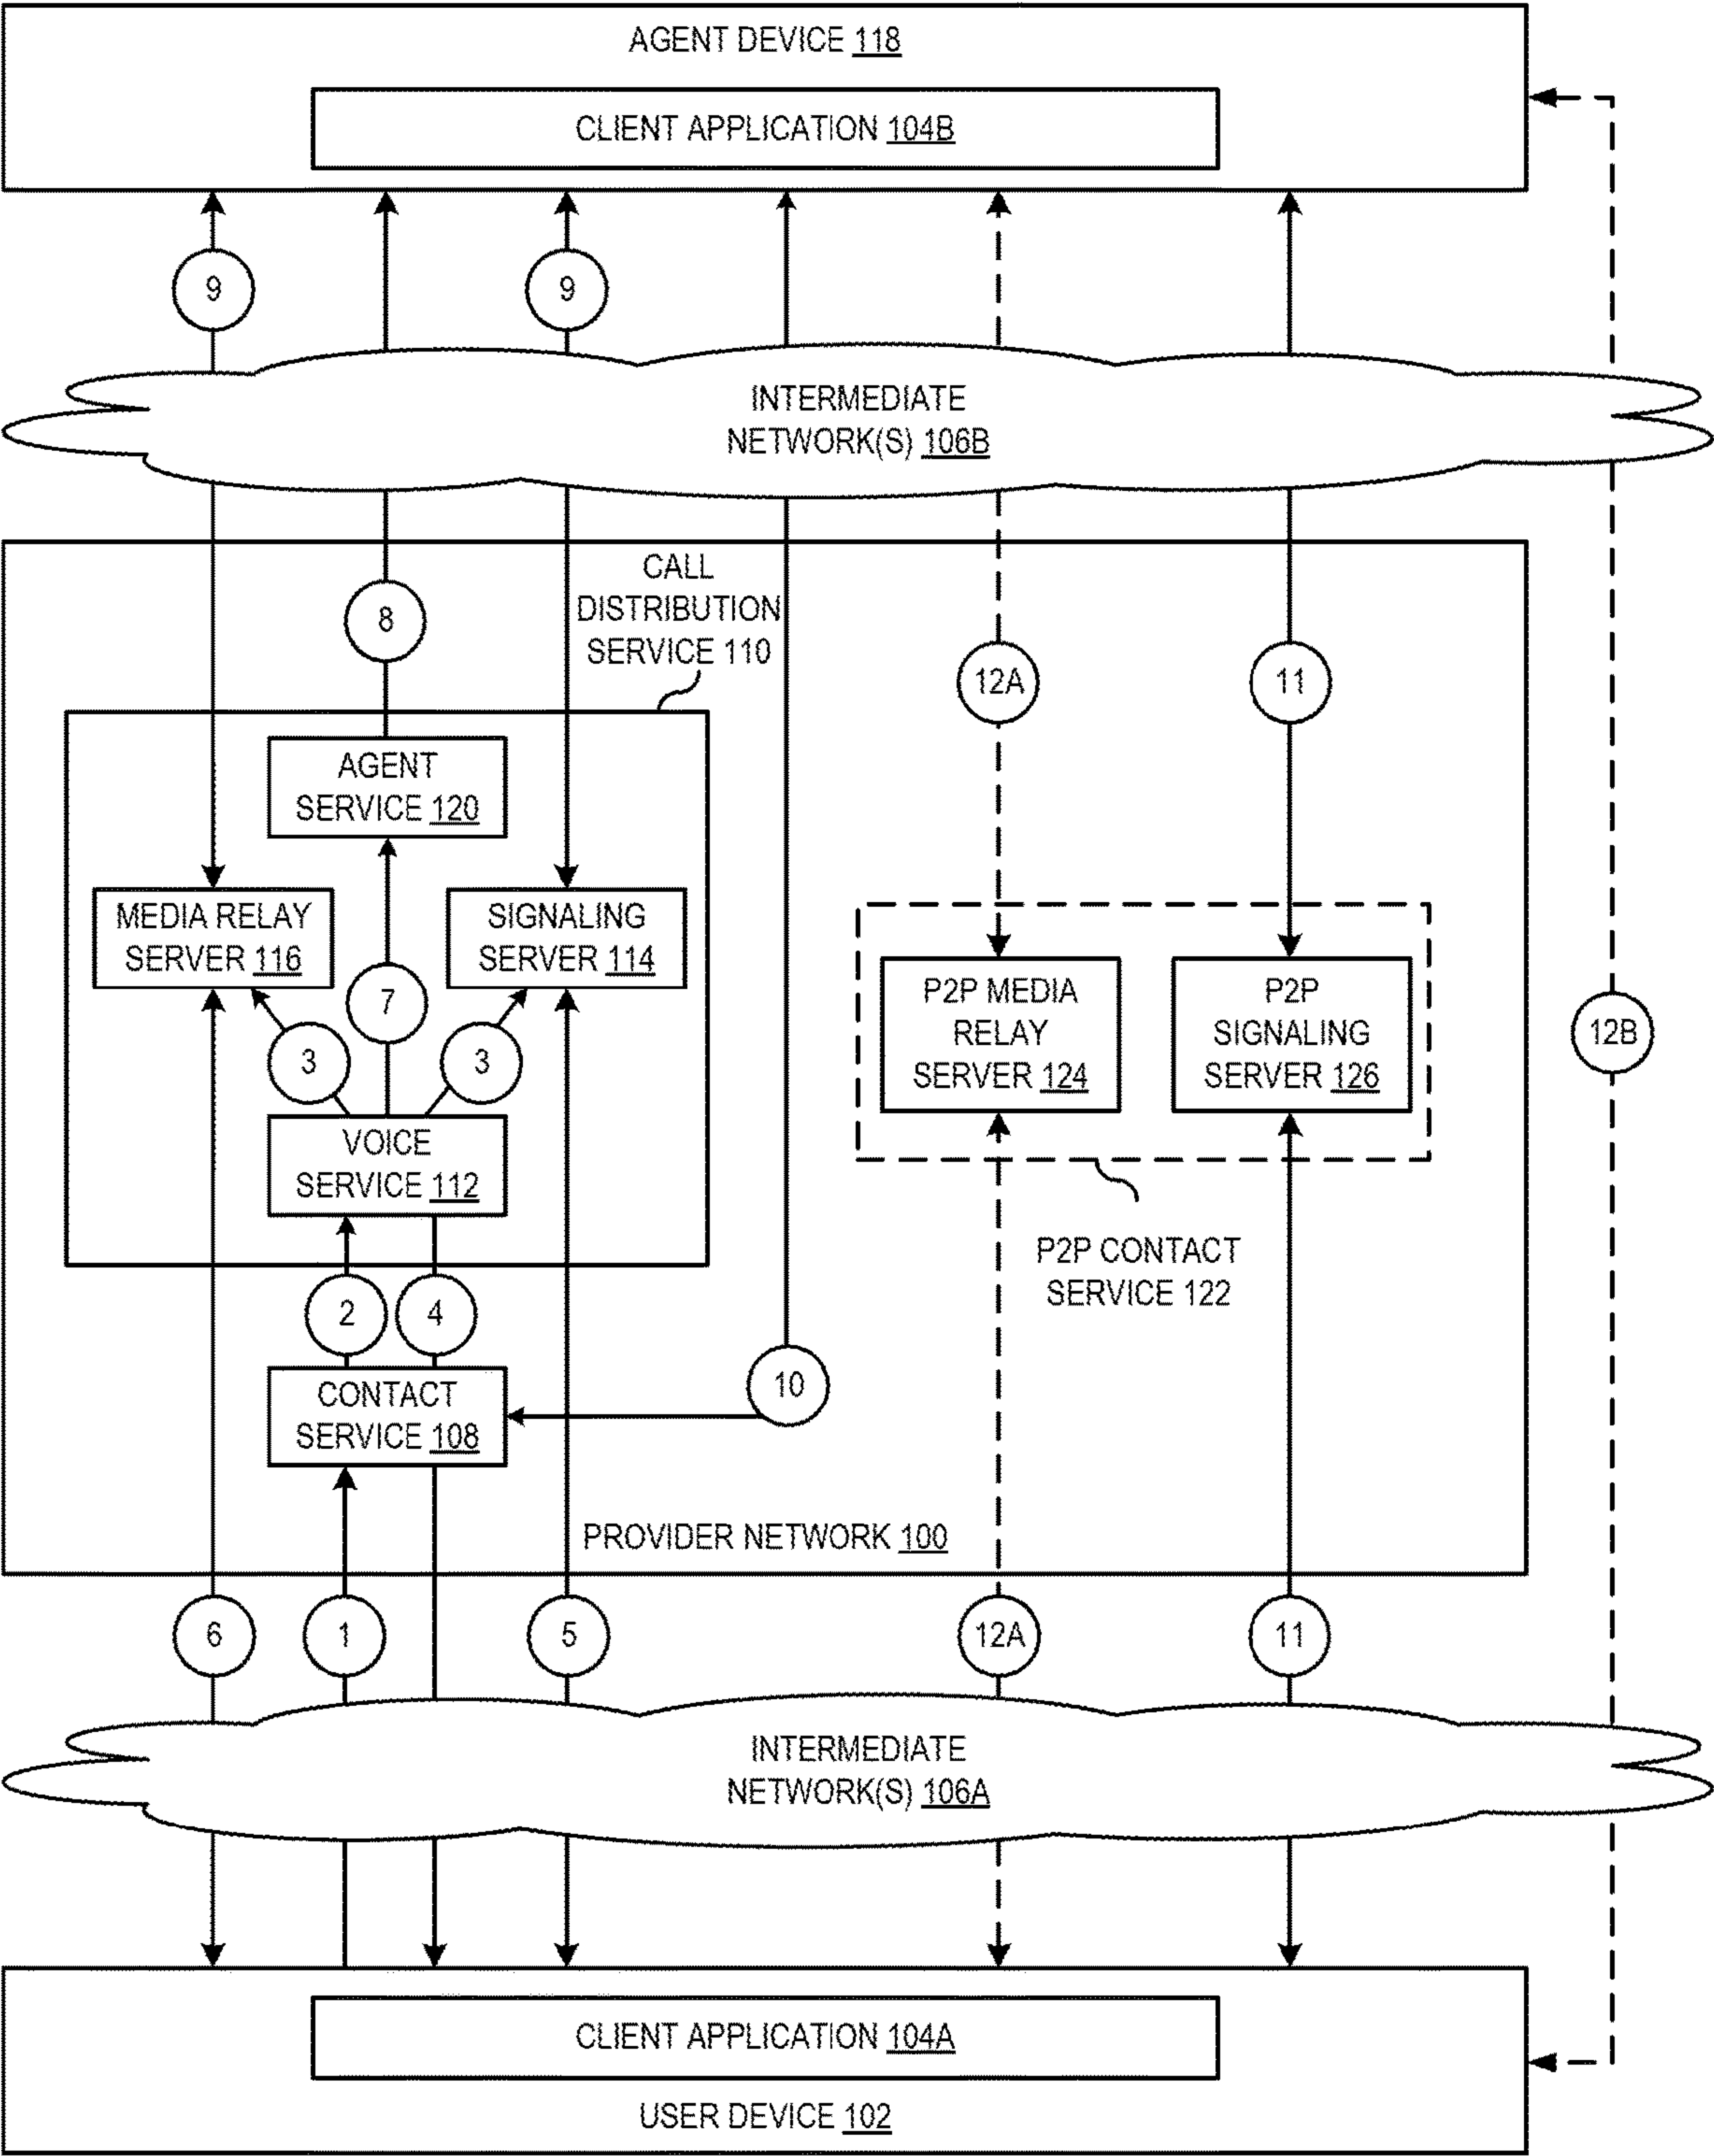 AGENT DEVICE 118
CLIENT APPLICATION 104B
9
9
INTERMEDIATE
NETWORK(S) 106B
CALL
DISTRIBUTION
SERVICE 110
8
12A
11
AGENT
SERVICE 120
MEDIA RELAY
SERVER 116
SIGNALING
SERVER 114
P2P MEDIA
RELAY
SERVER 124
P2P
SIGNALING
SERVER 126
7
3
3
12B
VOICE
SERVICE 112
P2P CONTACT
SERVICE 122
2
4
10
CONTACT
SERVICE 108
PROVIDER NETWORK 100
6
1
5
12A
11
INTERMEDIATE
NETWORK(S) 106A
CLIENT APPLICATION 104A
USER DEVICE 102